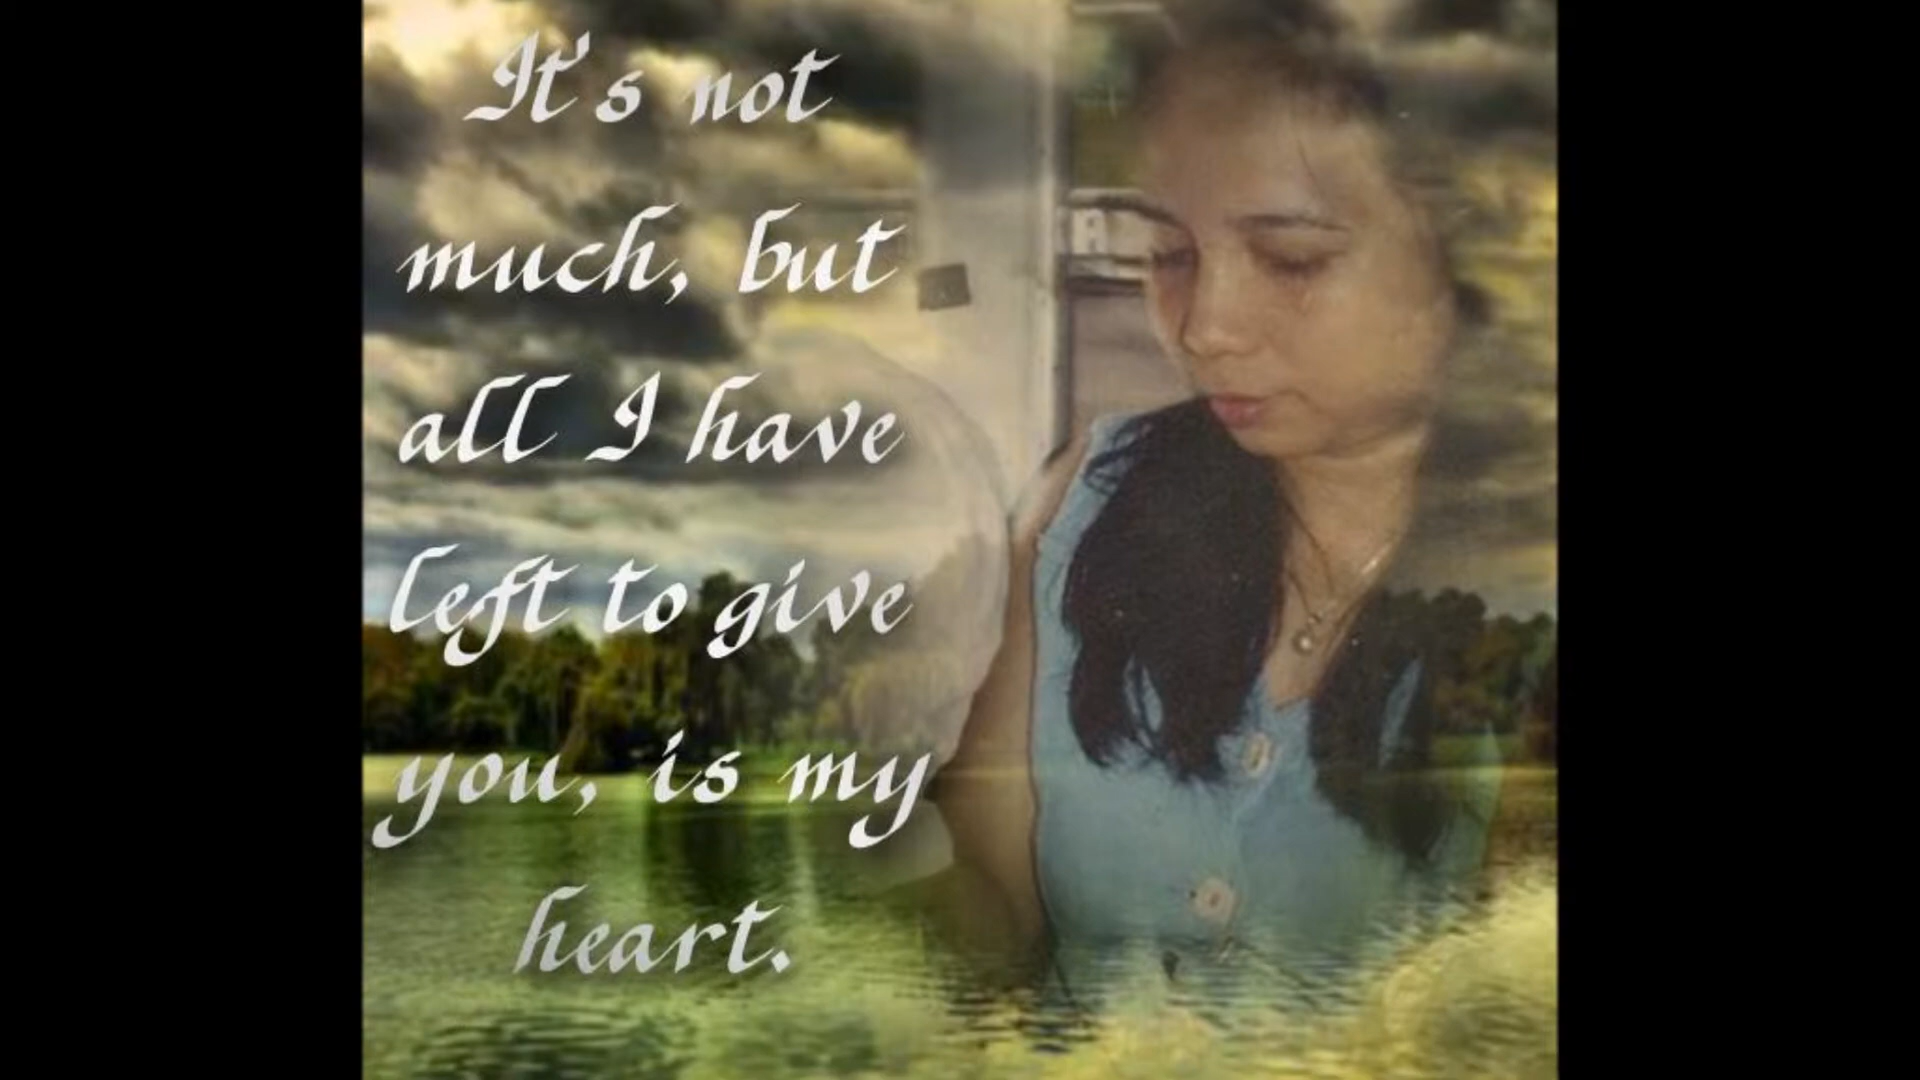 It's not
much, but
all I have
left to give
you, is my
heart.